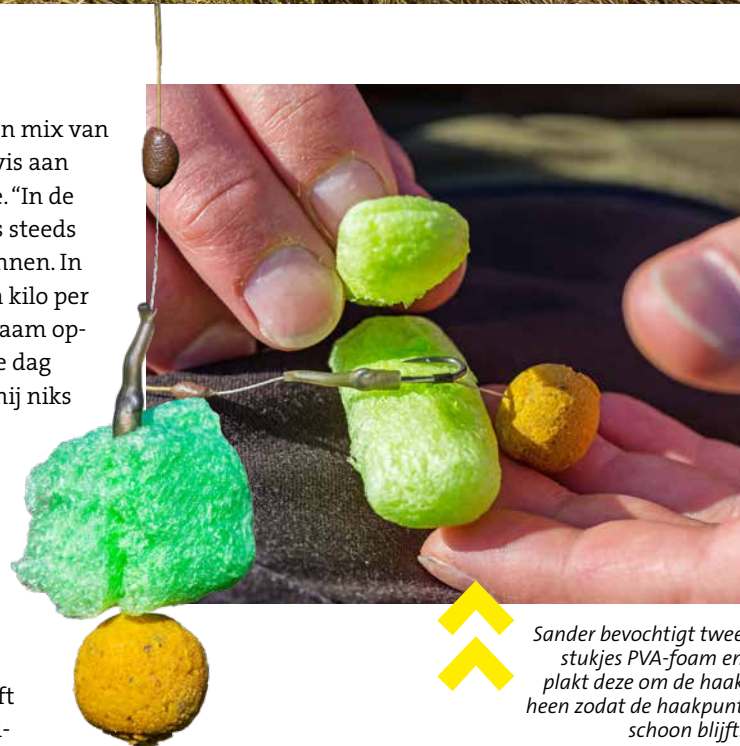 n mix van
vis aan
e. “In de
s steeds
nnen. In
n kilo per
aam op-
e dag
nij niks
ft
Sander bevochtigt twee
stukjes PVA-foam en
plakt deze om de haak
heen zodat de haakpunt
schoon blijft.